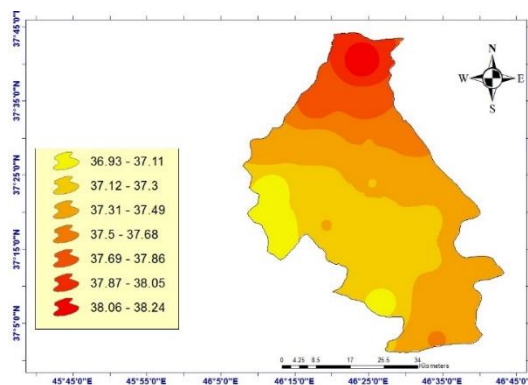 37°45'0"N
37°35'0"N
37°25'0"N
37°15'0"N
37°5'0"N
N
W E
S
36.93 - 37.11
37.12 - 37.3
37.31 - 37.49
37.5 - 37.68
37.69 - 37.86
37.87 - 38.05
38.06 - 38.24
0 4.25 8.5 17 25.5 34
Kilometers
45°45'0"E 45°55'0"E 46°5'0"E 46°15'0"E 46°25'0"E 46°35'0"E 46°45'0"E